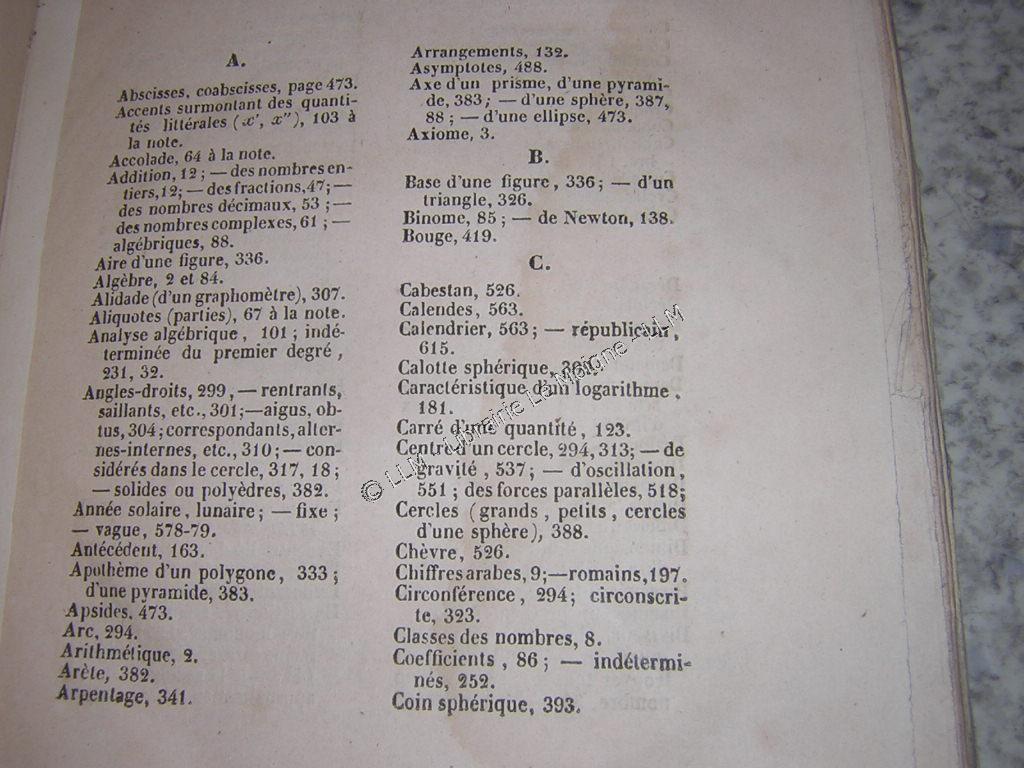 A.
Abscisses, coabscisses, page 473.
Accents surmontant des quanti-
tés littérales (x', x''), 103 à
la note.
Accolade, 64 à la note.
Addition, 12 ; — des nombres en-
tiers, 12; — des fractions, 47; —
des nombres décimaux, 53 ; —
des nombres complexes, 61 ; —
algébriques, 88.
Aire d'une figure, 336.
Algèbre, 2 et 84.
Alidade (d'un graphomètre), 307.
Aliquotes (parties), 67 à la note.
Analyse algébrique, 101 ; indé-
terminée du premier degré,
231, 32.
Angles-droits, 299, — rentrants,
saillants, etc., 301; — aigus, ob-
tus, 304; correspondants, alter-
nes-internes, etc., 310; — con-
sidérés dans le cercle, 317, 18 ;
— solides ou polyèdres, 382.
Année solaire, lunaire ; — fixe ;
— vague, 578-79.
Antécédent, 163.
Apothème d'un polygone, 333 ;
d'une pyramide, 383.
Apsides, 473.
Arc, 294.
Arithmétique, 2.
Arète, 382.
Arpentage, 341.
Arrangements, 132.
Asymptotes, 488.
Axe d'un prisme, d'une pyrami-
de, 383; — d'une sphère, 387,
88 ; — d'une ellipse, 473.
Axiome, 3.
B.
Base d'une figure, 336; — d'un
triangle, 326.
Binome, 85 ; — de Newton, 138.
Bouge, 419.
C.
Cabestan, 526.
Calendes, 563.
Calendrier, 563; — républicain,
615.
Calotte sphérique,
Caractéristique d'un logarithme,
181.
Carré d'une quantité, 123.
Centre d'un cercle, 294, 313; — de
gravité, 537; — d'oscillation,
551 ; des forces parallèles, 518;
Cercles (grands, petits, cercles
d'une sphère), 388.
Chèvre, 526.
Chiffres arabes, 9; — romains, 197.
Circonférence, 294; circonscri-
te, 323.
Classes des nombres, 8.
Coefficients, 86 ; — indétermi-
nés, 252.
Coin sphérique, 393.
© LLM - Librairie Le Moigne - LLM